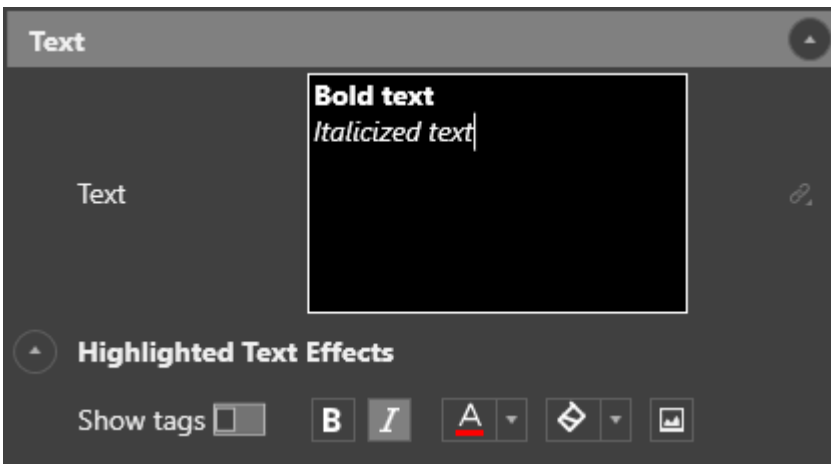 Text
Bold text
Italicized text
Text
Highlighted Text Effects
Show tags B I A